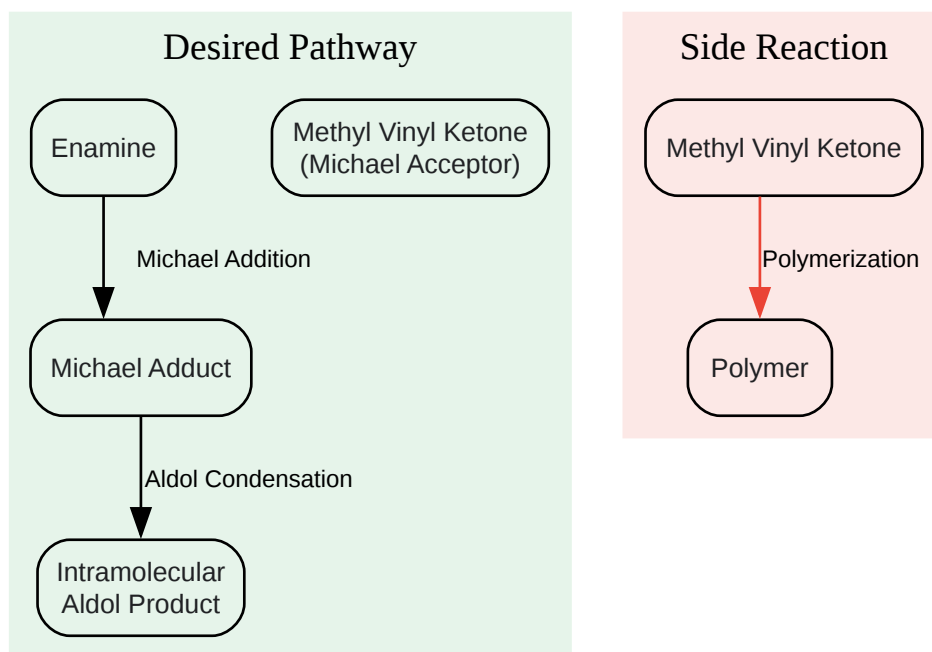 Desired Pathway
Enamine
Methyl Vinyl Ketone
(Michael Acceptor)
Michael Addition
Michael Adduct
Aldol Condensation
Intramolecular
Aldol Product
Side Reaction
Methyl Vinyl Ketone
Polymerization
Polymer